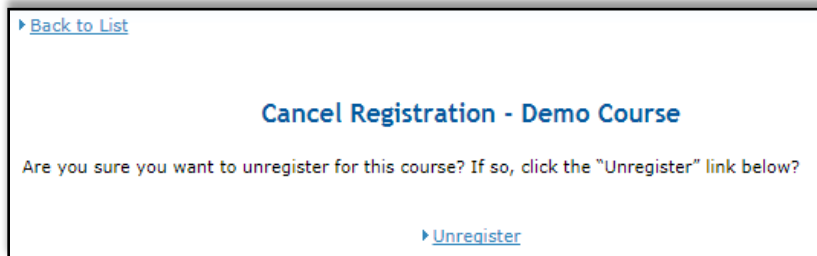 Back to List
Cancel Registration - Demo Course
Are you sure you want to unregister for this course? If so, click the “Unregister” link below?
Unregister